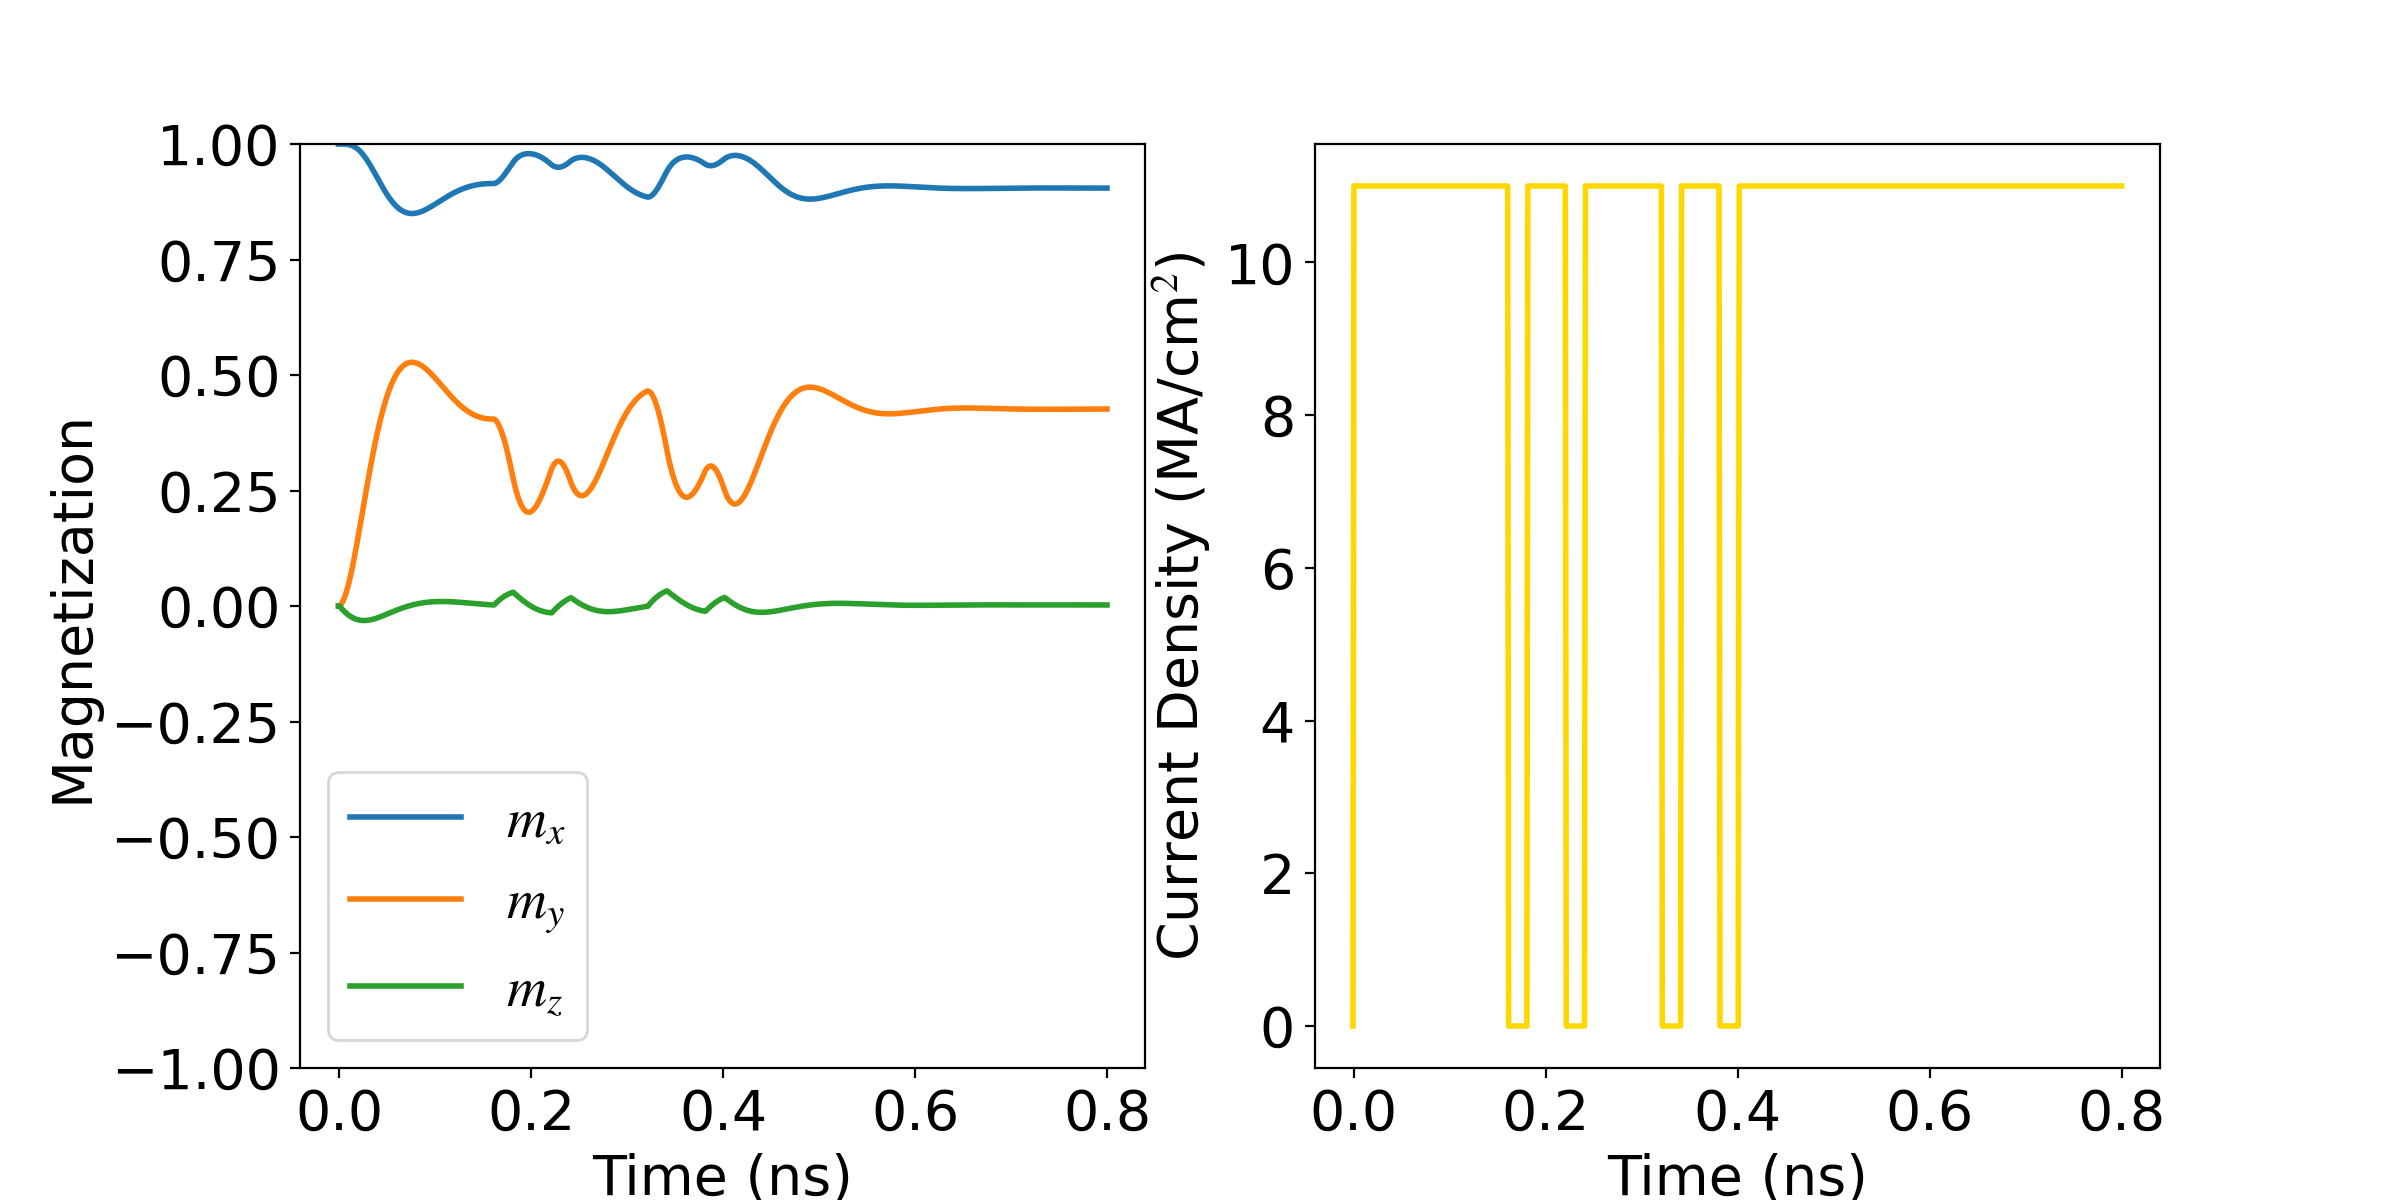 Magnetization
1.00
0.75
0.50
0.25
0.00
−0.25
−0.50
−0.75
−1.00
m_x
m_y
m_z
0.0 0.2 0.4 0.6 0.8
Time (ns)
Current Density (MA/cm²)
10
8
6
4
2
0
0.0 0.2 0.4 0.6 0.8
Time (ns)